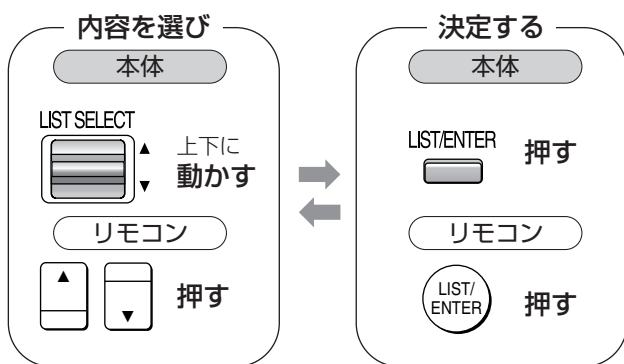 内容を選び
本体
LIST SELECT
▲
▼
上下に
動かす
リモコン
▲
▼
押す
決定する
本体
LIST/ENTER
押す
リモコン
LIST/
ENTER
押す